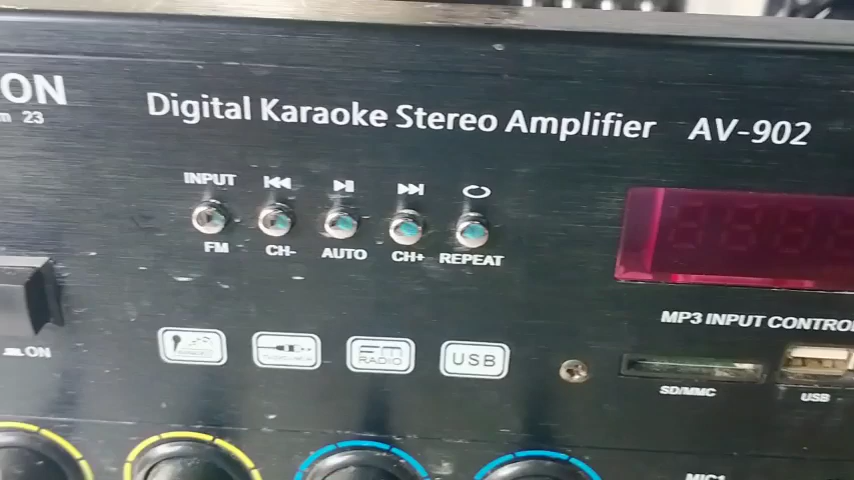 ON
m 23
Digital Karaoke Stereo Amplifier AV-902
INPUT
FM CH- AUTO CH+ REPEAT
MP3 INPUT CONTROL
ON
FM RADIO
USB
SD/MMC
USB
MIC1